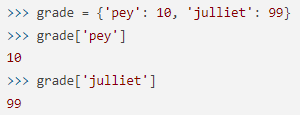 >>> grade = {'pey': 10, 'julliet': 99}
>>> grade['pey']
10
>>> grade['julliet']
99